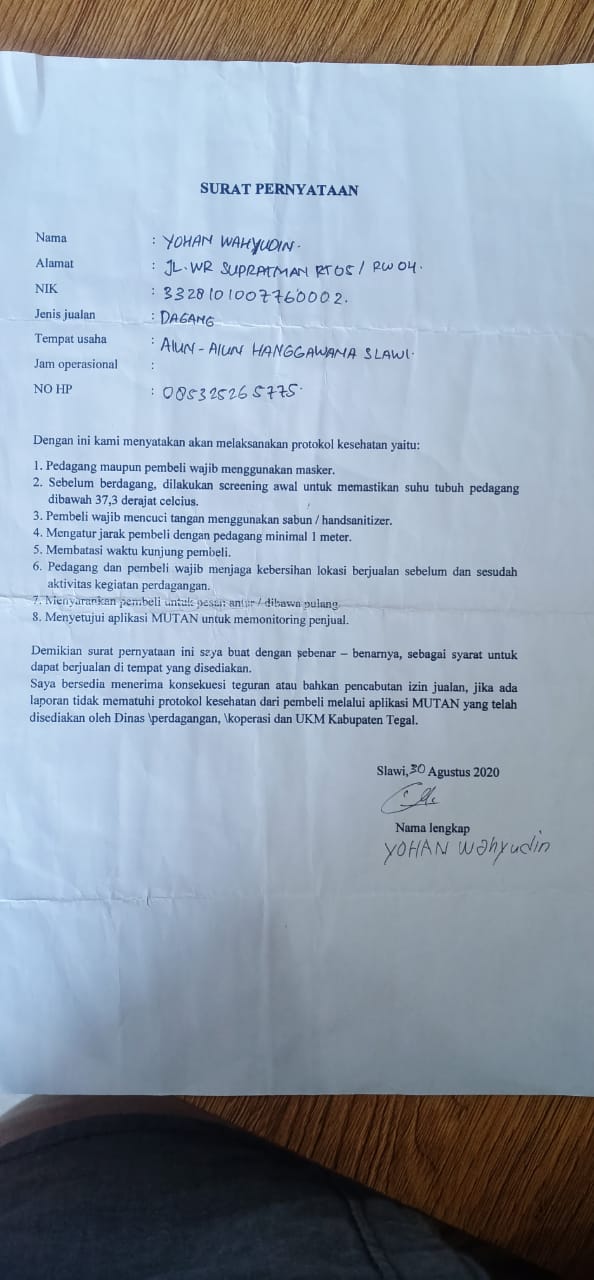 SURAT PERNYATAAN
Nama : YOHAN WAHYUDIN.
Alamat : JL. WR SUPRATMAN RT05 / RW 04.
NIK : 3328101007760002.
Jenis jualan : DAGANG
Tempat usaha : AlUN - AlUN HANGGAWANA SLAWI.
Jam operasional :
NO HP : 085325265775.
Dengan ini kami menyatakan akan melaksanakan protokol kesehatan yaitu:
1. Pedagang maupun pembeli wajib menggunakan masker.
2. Sebelum berdagang, dilakukan screening awal untuk memastikan suhu tubuh pedagang
dibawah 37,3 derajat celcius.
3. Pembeli wajib mencuci tangan menggunakan sabun / handsanitizer.
4. Mengatur jarak pembeli dengan pedagang minimal 1 meter.
5. Membatasi waktu kunjung pembeli.
6. Pedagang dan pembeli wajib menjaga kebersihan lokasi berjualan sebelum dan sesudah
aktivitas kegiatan perdagangan.
7. Menyarankan pembeli untuk pesan antar / dibawa pulang.
8. Menyetujui aplikasi MUTAN untuk memonitoring penjual.
Demikian surat pernyataan ini saya buat dengan sebenar – benarnya, sebagai syarat untuk
dapat berjualan di tempat yang disediakan.
Saya bersedia menerima konsekuesi teguran atau bahkan pencabutan izin jualan, jika ada
laporan tidak mematuhi protokol kesehatan dari pembeli melalui aplikasi MUTAN yang telah
disediakan oleh Dinas \perdagangan, \koperasi dan UKM Kabupaten Tegal.
Slawi, 30 Agustus 2020
Nama lengkap
YOHAN Wahyudin